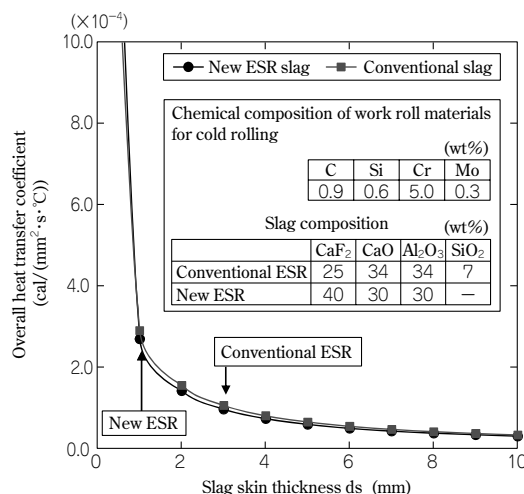 (×10⁻⁴)
10.0
8.0
6.0
4.0
2.0
0.0
0 2 4 6 8 10
Overall heat transfer coefficient
(cal/(mm²·s·℃))
Slag skin thickness ds (mm)
New ESR slag Conventional slag
Chemical composition of work roll materials
for cold rolling
(wt%)
C Si Cr Mo
0.9 0.6 5.0 0.3
Slag composition (wt%)
CaF₂ CaO Al₂O₃ SiO₂
Conventional ESR 25 34 34 7
New ESR 40 30 30 —
Conventional ESR
New ESR